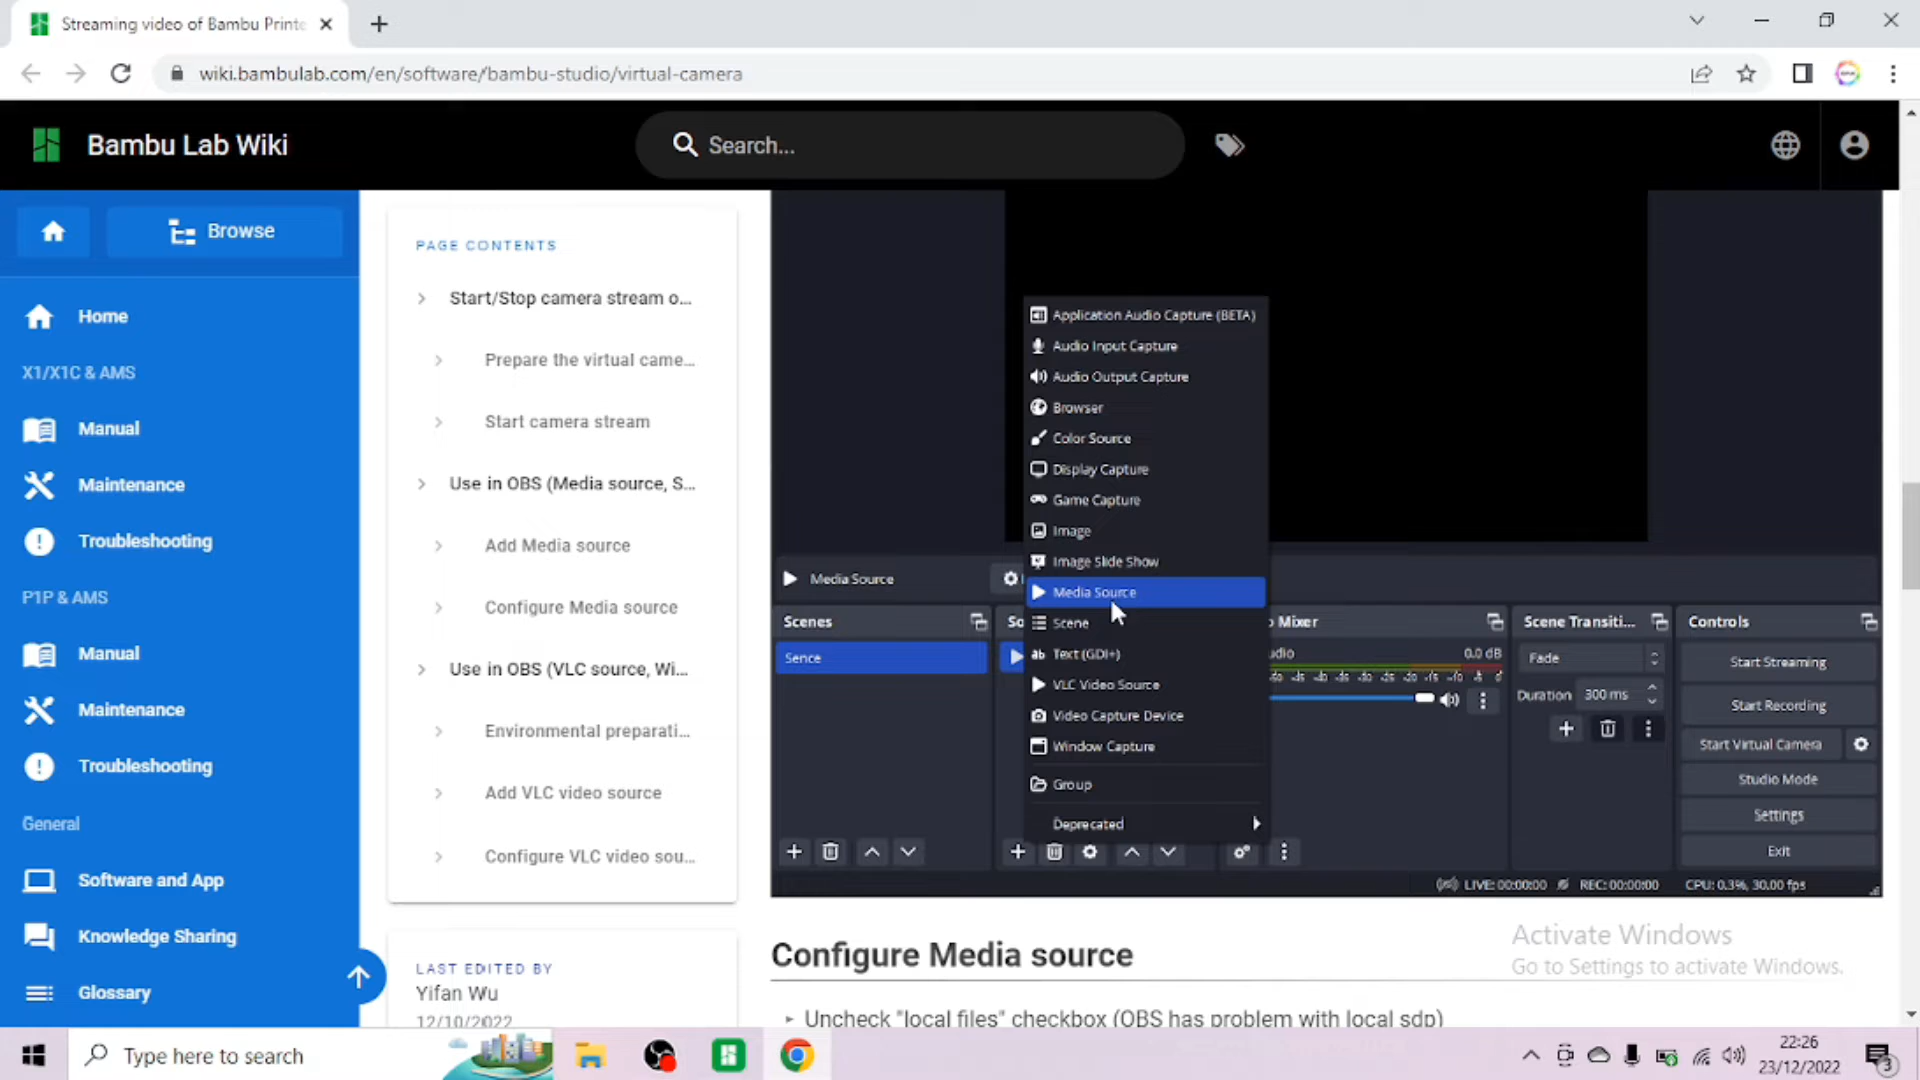 Streaming video of Bambu Printe
wiki.bambulab.com/en/software/bambu-studio/virtual-camera
Bambu Lab Wiki
Search...
Browse
Home
X1/X1C & AMS
Manual
Maintenance
Troubleshooting
P1P & AMS
Manual
Maintenance
Troubleshooting
General
Software and App
Knowledge Sharing
Glossary
PAGE CONTENTS
Start/Stop camera stream o...
Prepare the virtual came...
Start camera stream
Use in OBS (Media source, S...
Add Media source
Configure Media source
Use in OBS (VLC source, Wi...
Environmental preparati...
Add VLC video source
Configure VLC video sou...
LAST EDITED BY
Yifan Wu
12/10/2022
Application Audio Capture (BETA)
Audio Input Capture
Audio Output Capture
Browser
Color Source
Display Capture
Game Capture
Image
Image Slide Show
Media Source
Scene
Text (GDI+)
VLC Video Source
Video Capture Device
Window Capture
Group
Deprecated
Media Source
Scenes
So
Mixer
Scene Transiti...
Controls
Sence
udio
0.0 dB
Fade
Duration 300 ms
Start Streaming
Start Recording
Start Virtual Camera
Studio Mode
Settings
Exit
LIVE: 00:00:00
REC: 00:00:00
CPU: 0.3%, 30.00 fps
Configure Media source
Uncheck "local files" checkbox (OBS has problem with local sdp)
Activate Windows
Go to Settings to activate Windows.
Type here to search
22:26
23/12/2022
3